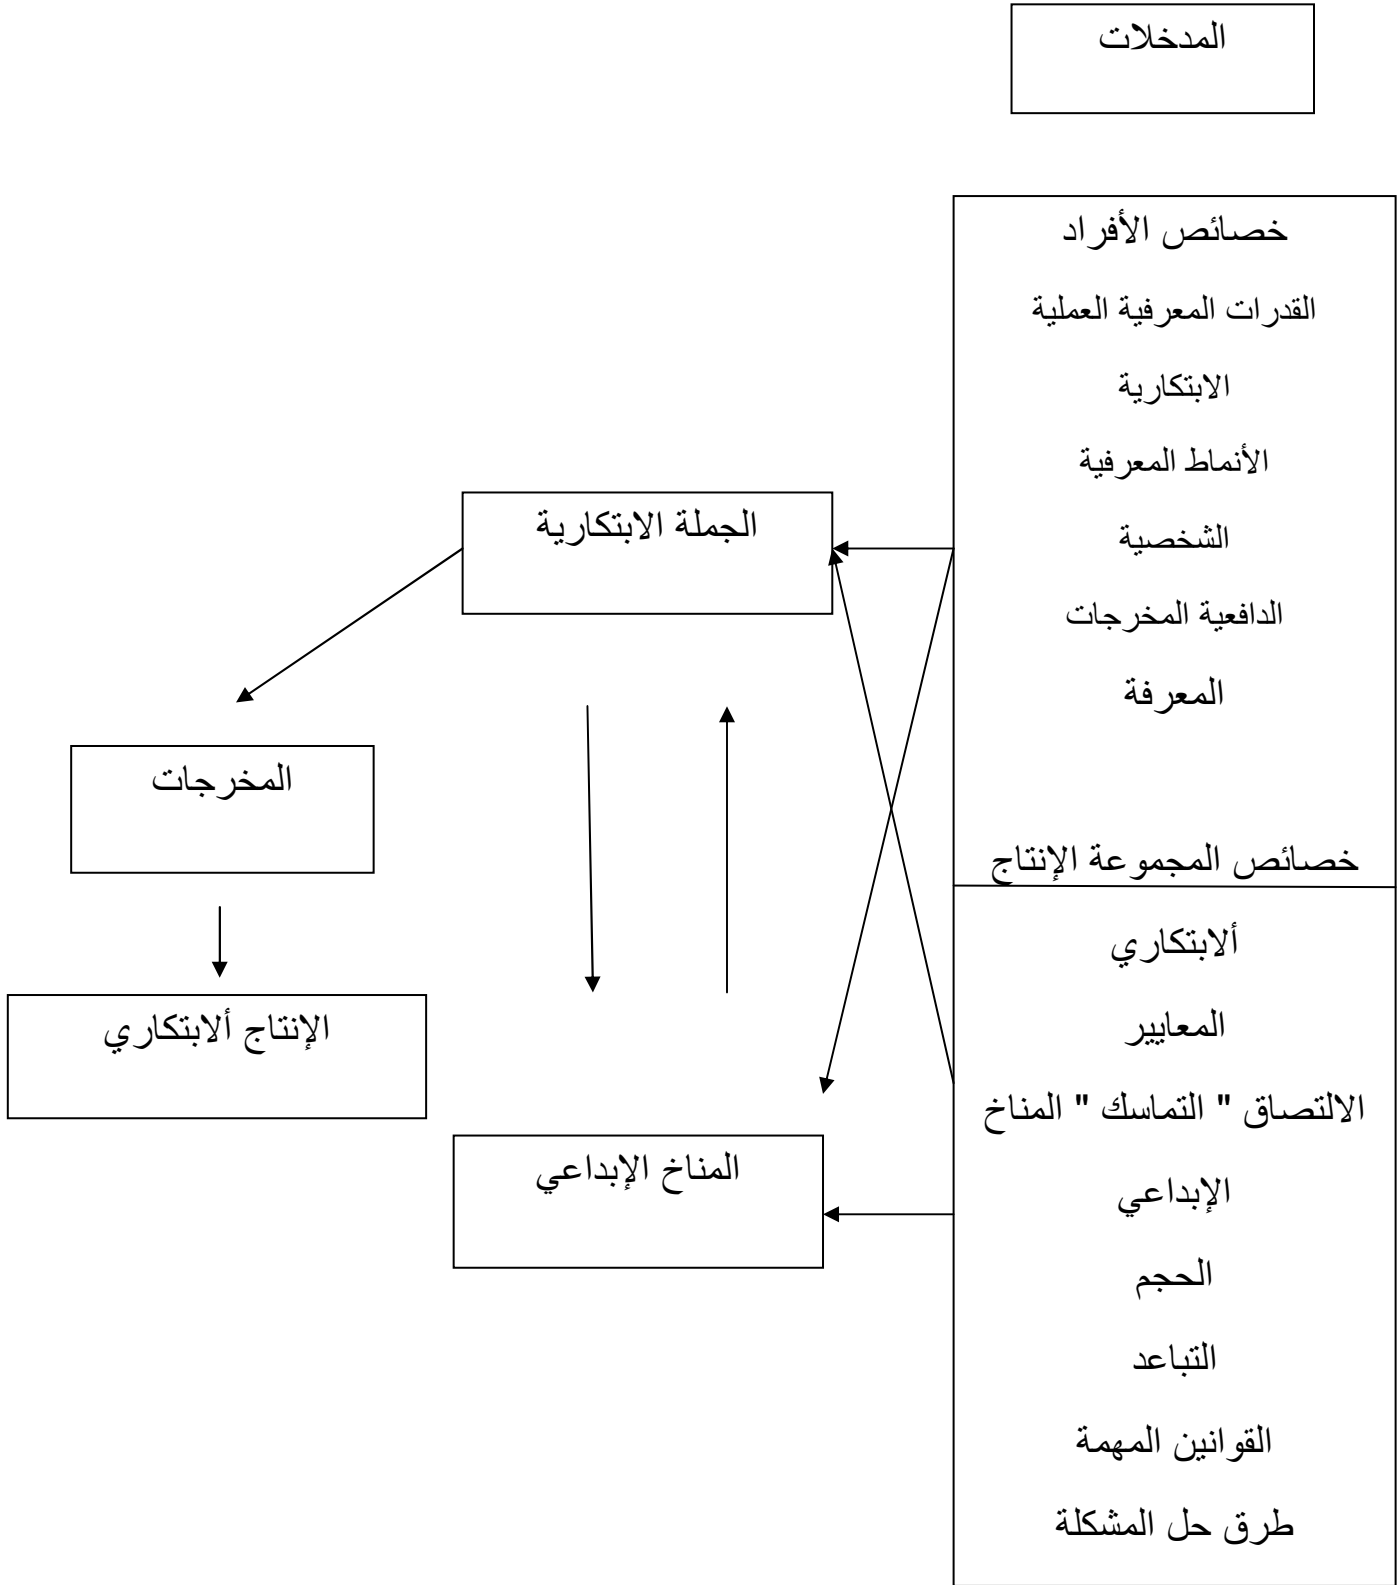 المدخلات
خصائص الأفراد
القدرات المعرفية العملية
الابتكارية
الأنماط المعرفية
الشخصية
الدافعية المخرجات
المعرفة
خصائص المجموعة الإنتاج
ألابتكاري
المعايير
الالتصاق " التماسك " المناخ
الإبداعي
الحجم
التباعد
القوانين المهمة
طرق حل المشكلة
الجملة الابتكارية
المناخ الإبداعي
المخرجات
الإنتاج ألابتكاري